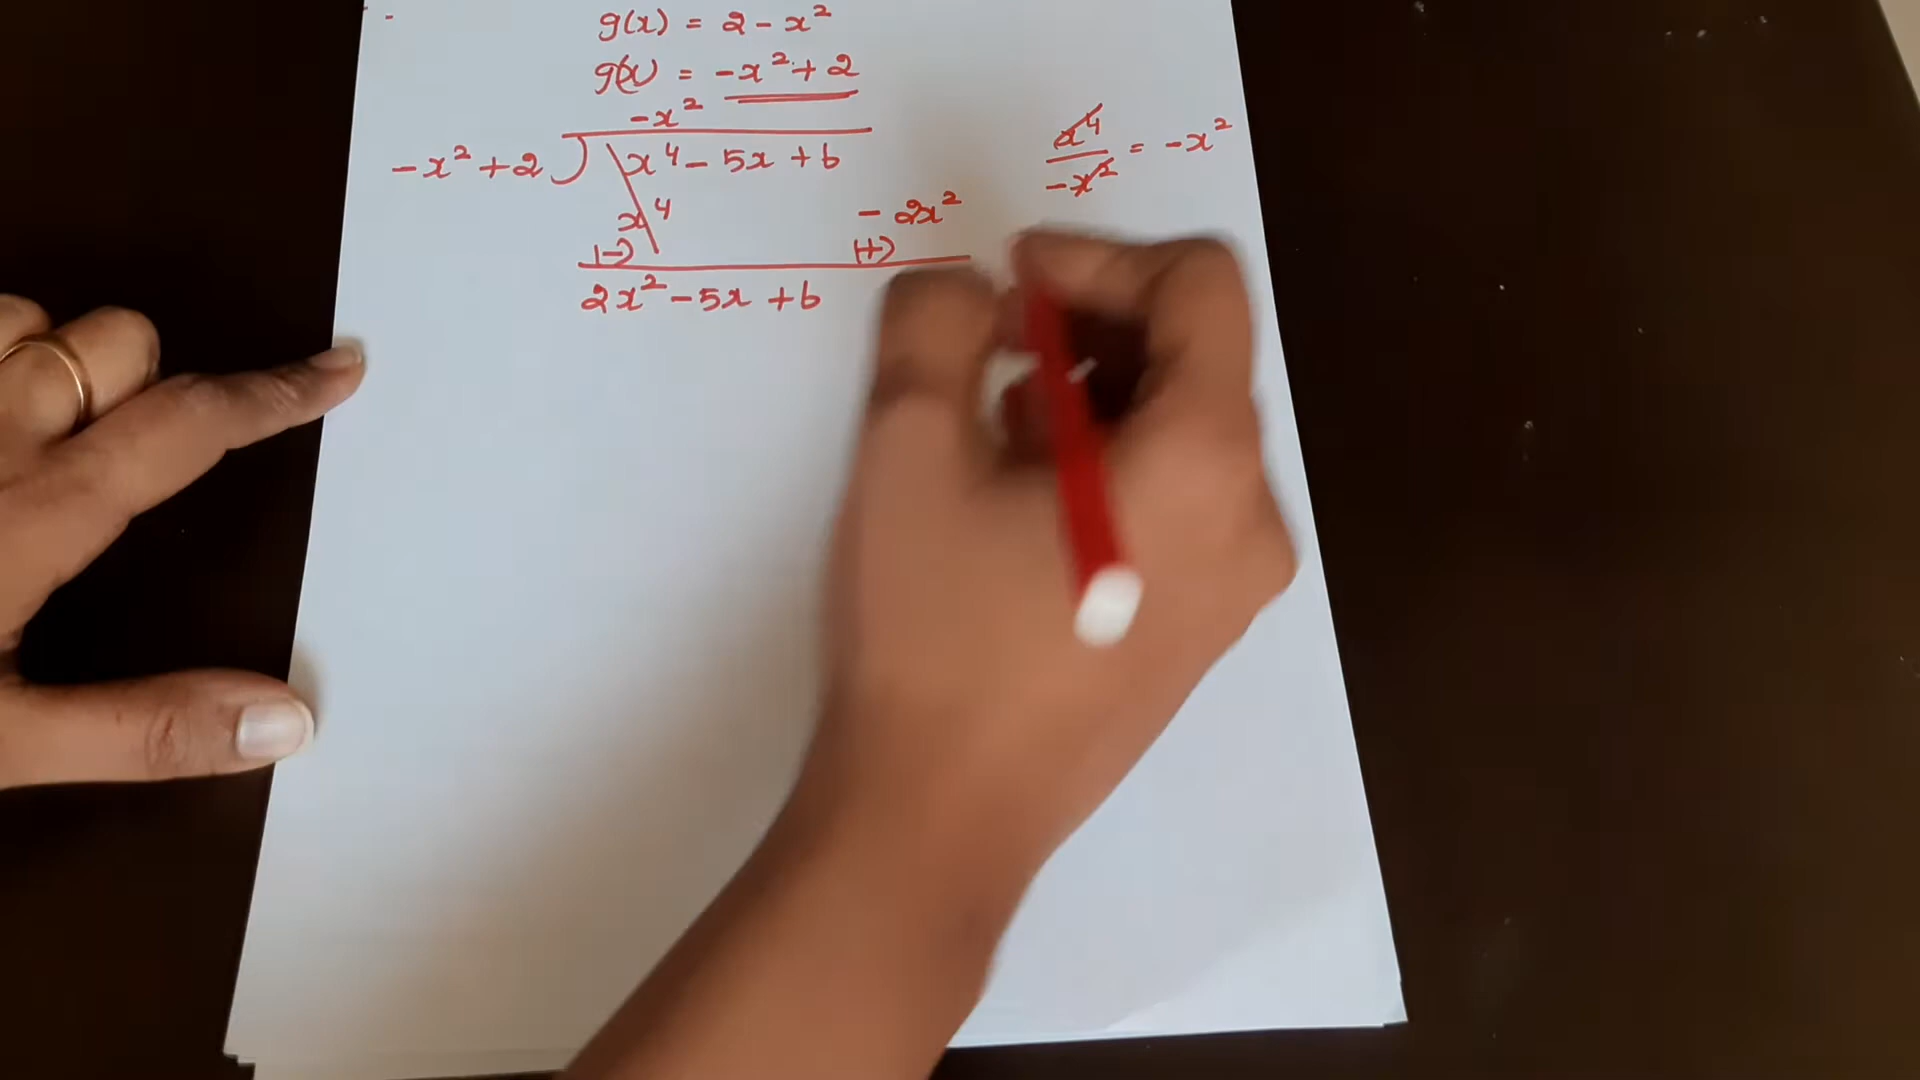 g(x) = 2 - x²
g(x) = -x² + 2
-x²
-x² + 2 ) x⁴ - 5x + 6
x⁴ / -x² = -x²
x⁴ - 2x²
(-) (+)
2x² - 5x + 6